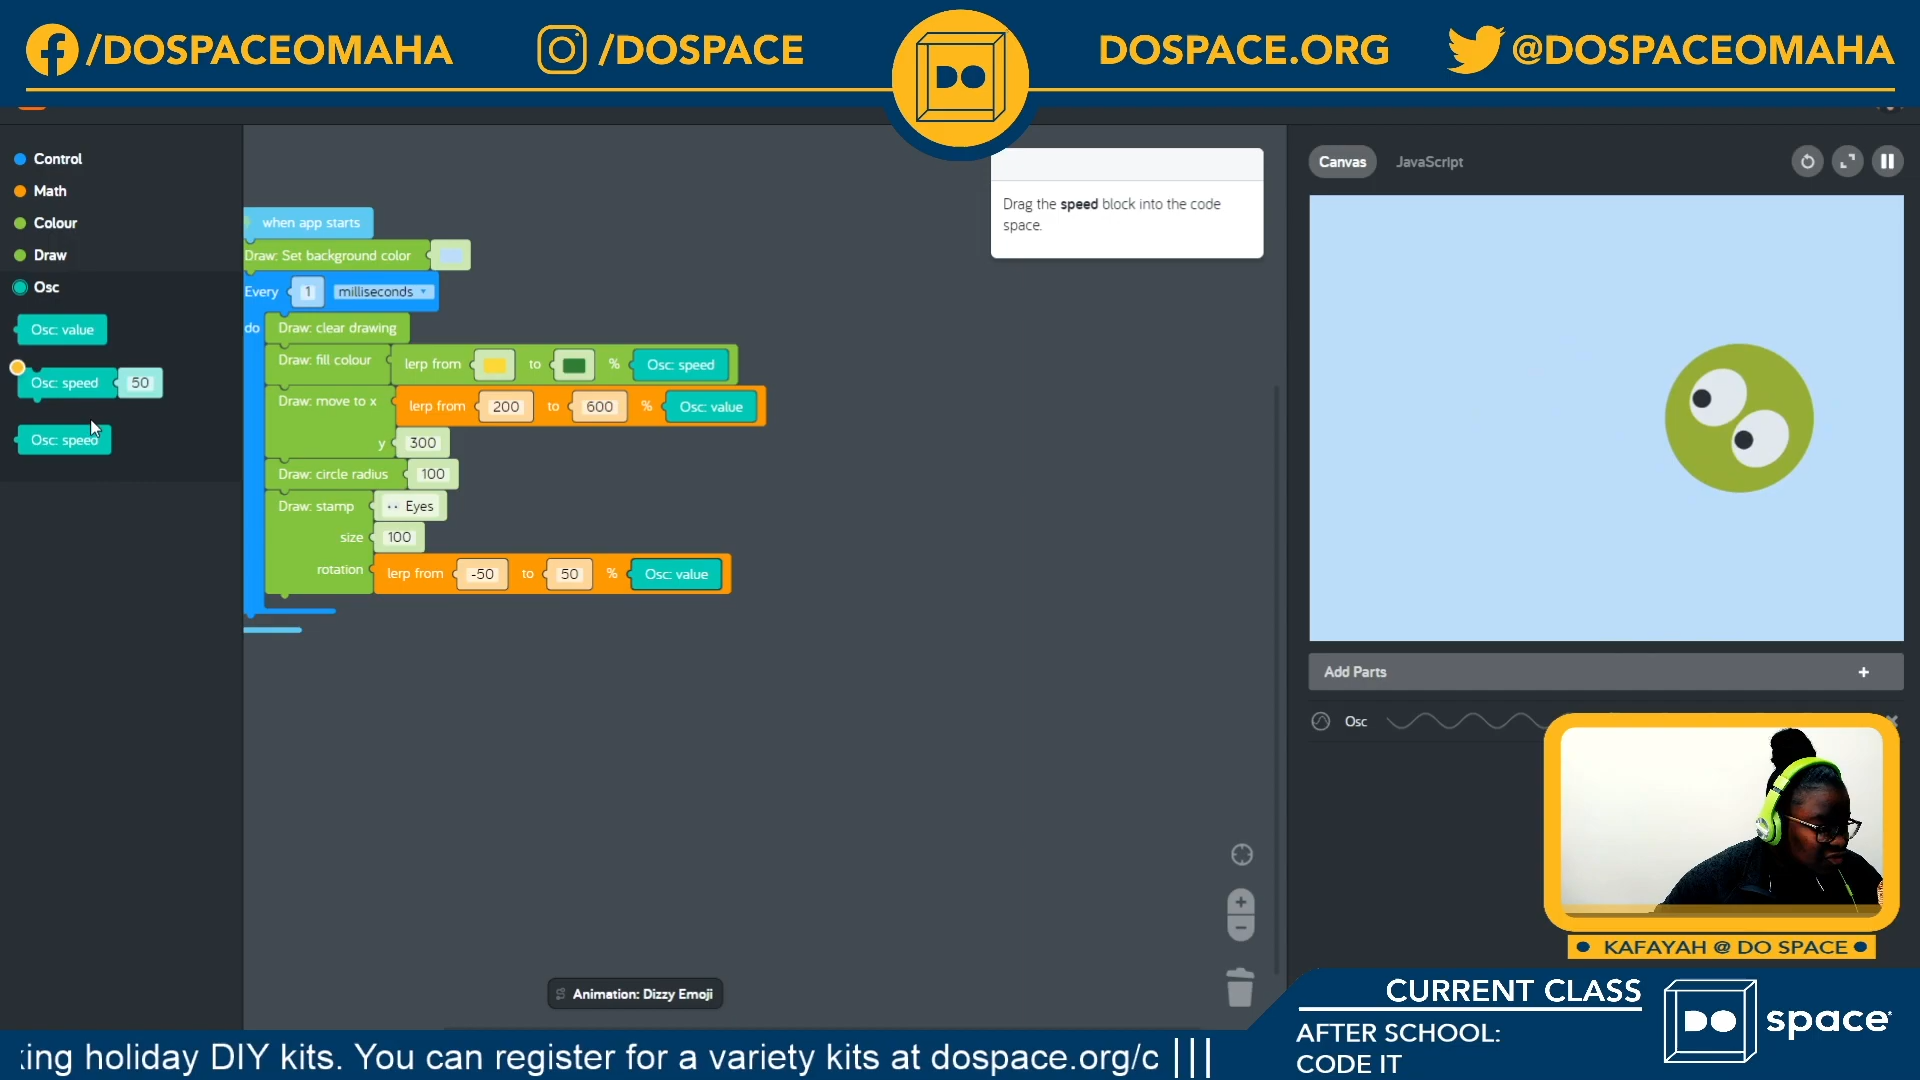 /DOSPACEOMAHA
/DOSPACE
DO
DOSPACE.ORG
@DOSPACEOMAHA
Control
Math
Colour
Draw
Osc
Osc: value
Osc: speed 50
Osc: speed
when app starts
Draw: Set background color
Every 1 milliseconds
do
Draw: clear drawing
Draw: fill colour lerp from to % Osc: speed
Draw: move to x lerp from 200 to 600 % Osc: value
y 300
Draw: circle radius 100
Draw: stamp Eyes
size 100
rotation lerp from -50 to 50 % Osc: value
Drag the speed block into the code
space.
Canvas JavaScript
Add Parts +
Osc
KAFAYAH @ DO SPACE
Animation: Dizzy Emoji
CURRENT CLASS
AFTER SCHOOL:
CODE IT
DO space
king holiday DIY kits. You can register for a variety kits at dospace.org/c |||